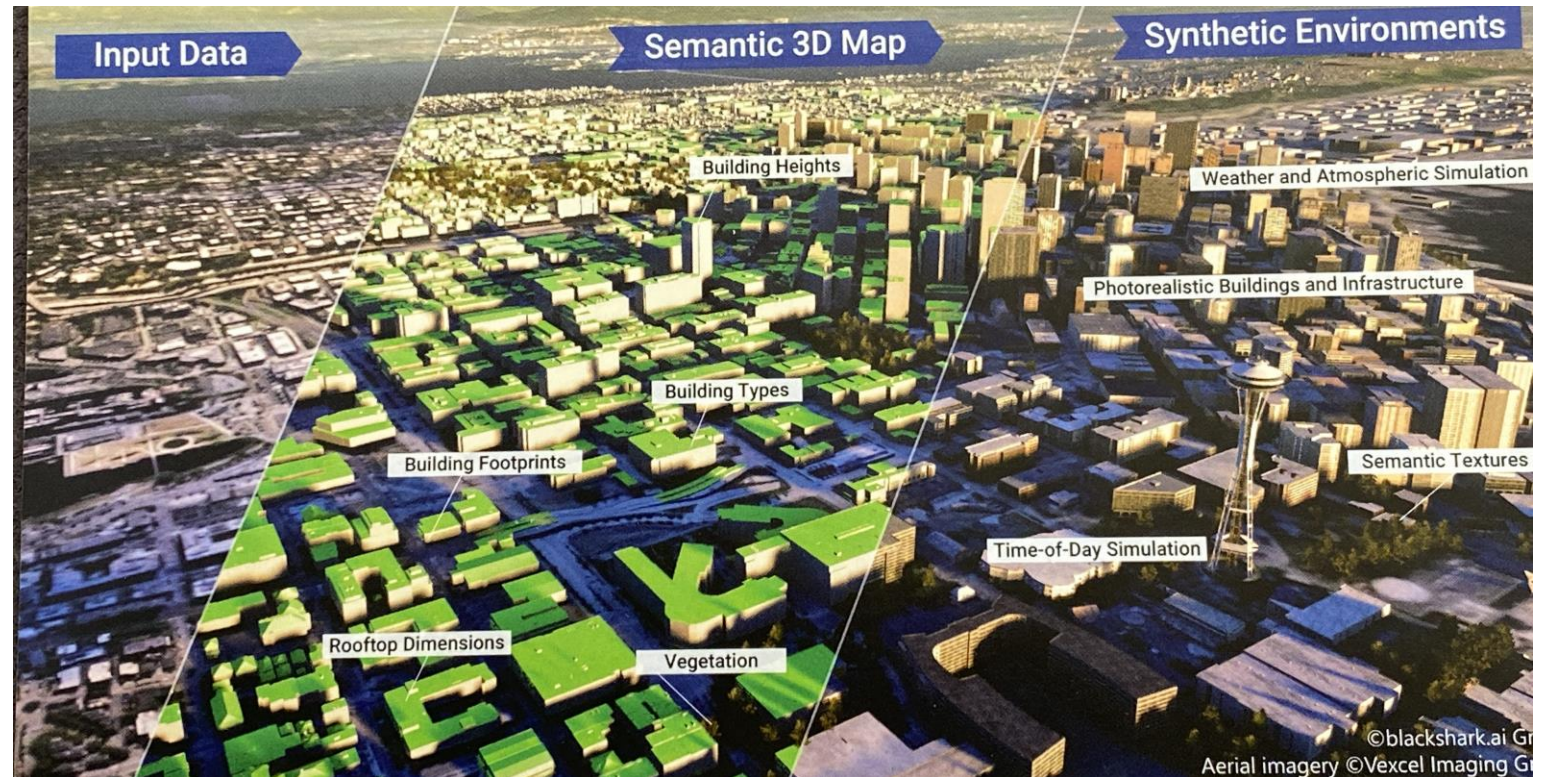 Input Data
Semantic 3D Map
Synthetic Environments
Building Heights
Weather and Atmospheric Simulation
Photorealistic Buildings and Infrastructure
Building Types
Building Footprints
Semantic Textures
Time-of-Day Simulation
Rooftop Dimensions
Vegetation
©blackshark.ai
Aerial imagery ©Vexcel Imaging